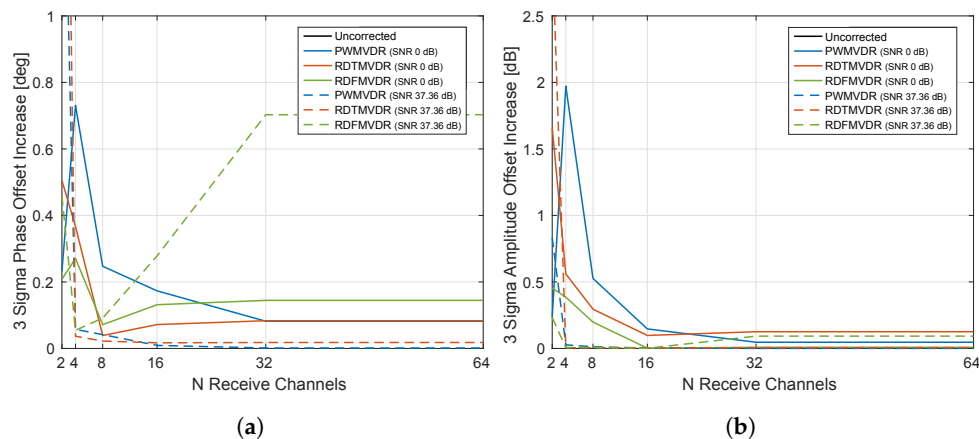 3 Sigma Phase Offset Increase [deg]
1
0.8
0.6
0.4
0.2
0
2 4 8 16 32 64
N Receive Channels
Uncorrected
PWMVDR (SNR 0 dB)
RDTMVDR (SNR 0 dB)
RDFMVDR (SNR 0 dB)
PWMVDR (SNR 37.36 dB)
RDTMVDR (SNR 37.36 dB)
RDFMVDR (SNR 37.36 dB)
(a)
3 Sigma Amplitude Offset Increase [dB]
2.5
2
1.5
1
0.5
0
2 4 8 16 32 64
N Receive Channels
Uncorrected
PWMVDR (SNR 0 dB)
RDTMVDR (SNR 0 dB)
RDFMVDR (SNR 0 dB)
PWMVDR (SNR 37.36 dB)
RDTMVDR (SNR 37.36 dB)
RDFMVDR (SNR 37.36 dB)
(b)